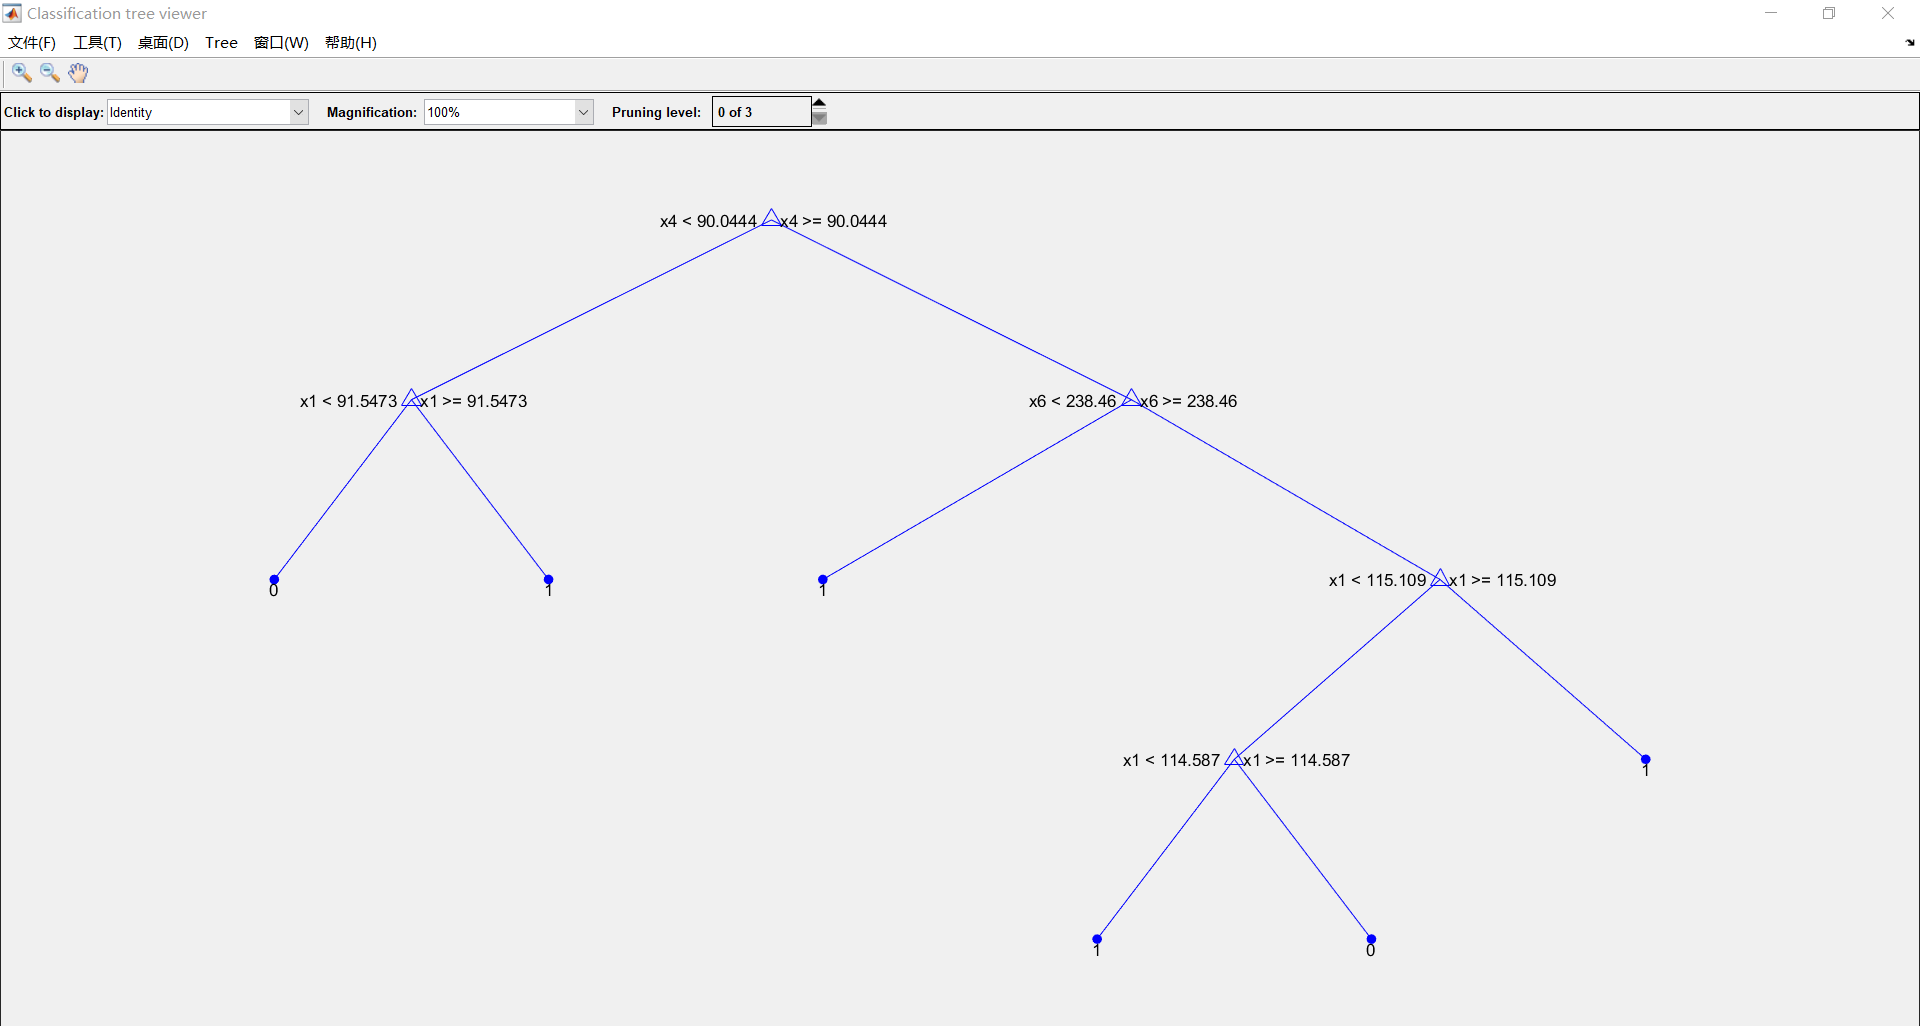 Classification tree viewer
文件(F) 工具(T) 桌面(D) Tree 窗口(W) 帮助(H)
Click to display: Identity Magnification: 100% Pruning level: 0 of 3
x4 < 90.0444 x4 >= 90.0444
x1 < 91.5473 x1 >= 91.5473 x6 < 238.46 x6 >= 238.46
0 1 1 x1 < 115.109 x1 >= 115.109
x1 < 114.587 x1 >= 114.587 1
1 0